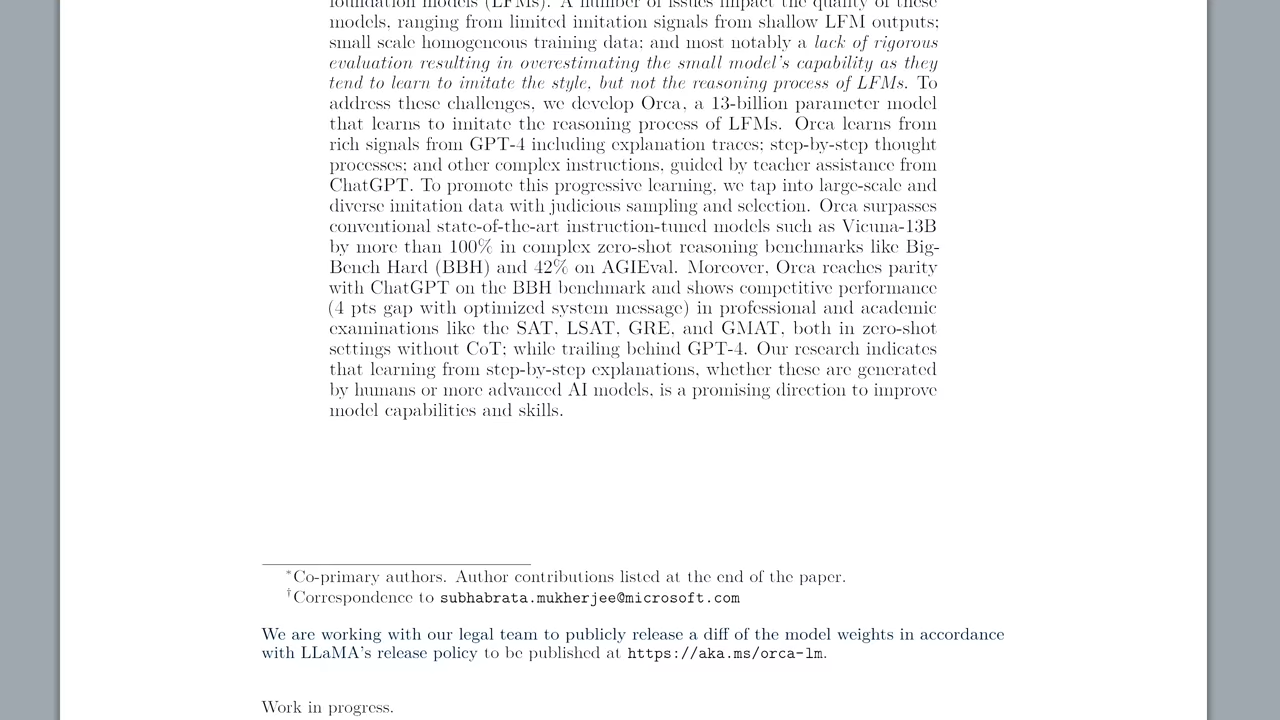 foundation models (LFMs). A number of issues impact the quality of these
models, ranging from limited imitation signals from shallow LFM outputs;
small scale homogeneous training data; and most notably a lack of rigorous
evaluation resulting in overestimating the small model's capability as they
tend to learn to imitate the style, but not the reasoning process of LFMs. To
address these challenges, we develop Orca, a 13-billion parameter model
that learns to imitate the reasoning process of LFMs. Orca learns from
rich signals from GPT-4 including explanation traces; step-by-step thought
processes; and other complex instructions, guided by teacher assistance from
ChatGPT. To promote this progressive learning, we tap into large-scale and
diverse imitation data with judicious sampling and selection. Orca surpasses
conventional state-of-the-art instruction-tuned models such as Vicuna-13B
by more than 100% in complex zero-shot reasoning benchmarks like Big-
Bench Hard (BBH) and 42% on AGIEval. Moreover, Orca reaches parity
with ChatGPT on the BBH benchmark and shows competitive performance
(4 pts gap with optimized system message) in professional and academic
examinations like the SAT, LSAT, GRE, and GMAT, both in zero-shot
settings without CoT; while trailing behind GPT-4. Our research indicates
that learning from step-by-step explanations, whether these are generated
by humans or more advanced AI models, is a promising direction to improve
model capabilities and skills.
*Co-primary authors. Author contributions listed at the end of the paper.
†Correspondence to subhabrata.mukherjee@microsoft.com
We are working with our legal team to publicly release a diff of the model weights in accordance
with LLaMA's release policy to be published at https://aka.ms/orca-lm.
Work in progress.